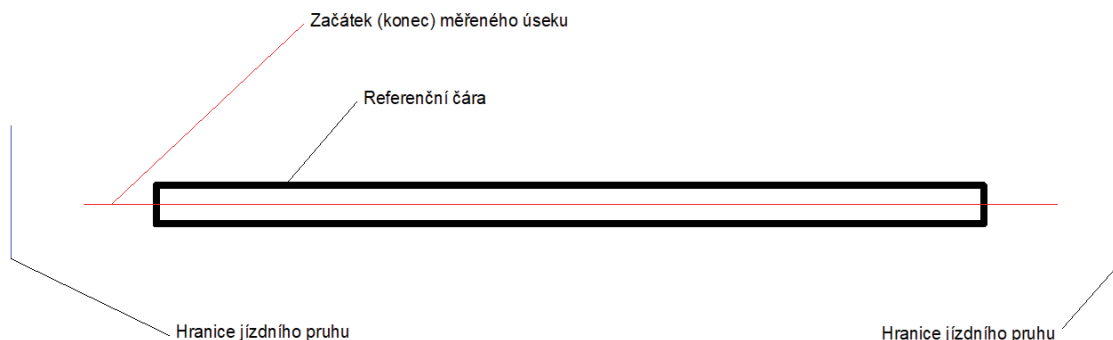 Začátek (konec) měřeného úseku
Referenční čára
Hranice jízdního pruhu
Hranice jízdního pruhu